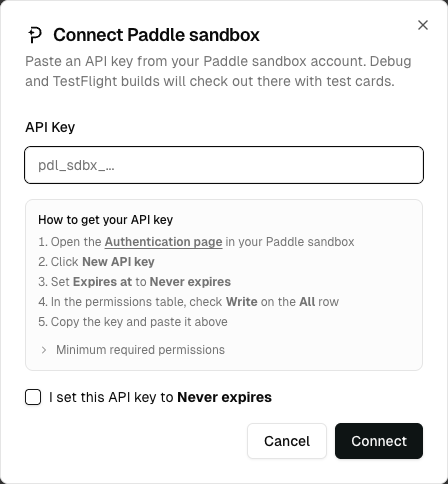 Connect Paddle sandbox
Paste an API key from your Paddle sandbox account. Debug
and TestFlight builds will check out there with test cards.
API Key
pdl_sdbx_...
How to get your API key
1. Open the Authentication page in your Paddle sandbox
2. Click New API key
3. Set Expires at to Never expires
4. In the permissions table, check Write on the All row
5. Copy the key and paste it above
Minimum required permissions
I set this API key to Never expires
Cancel
Connect